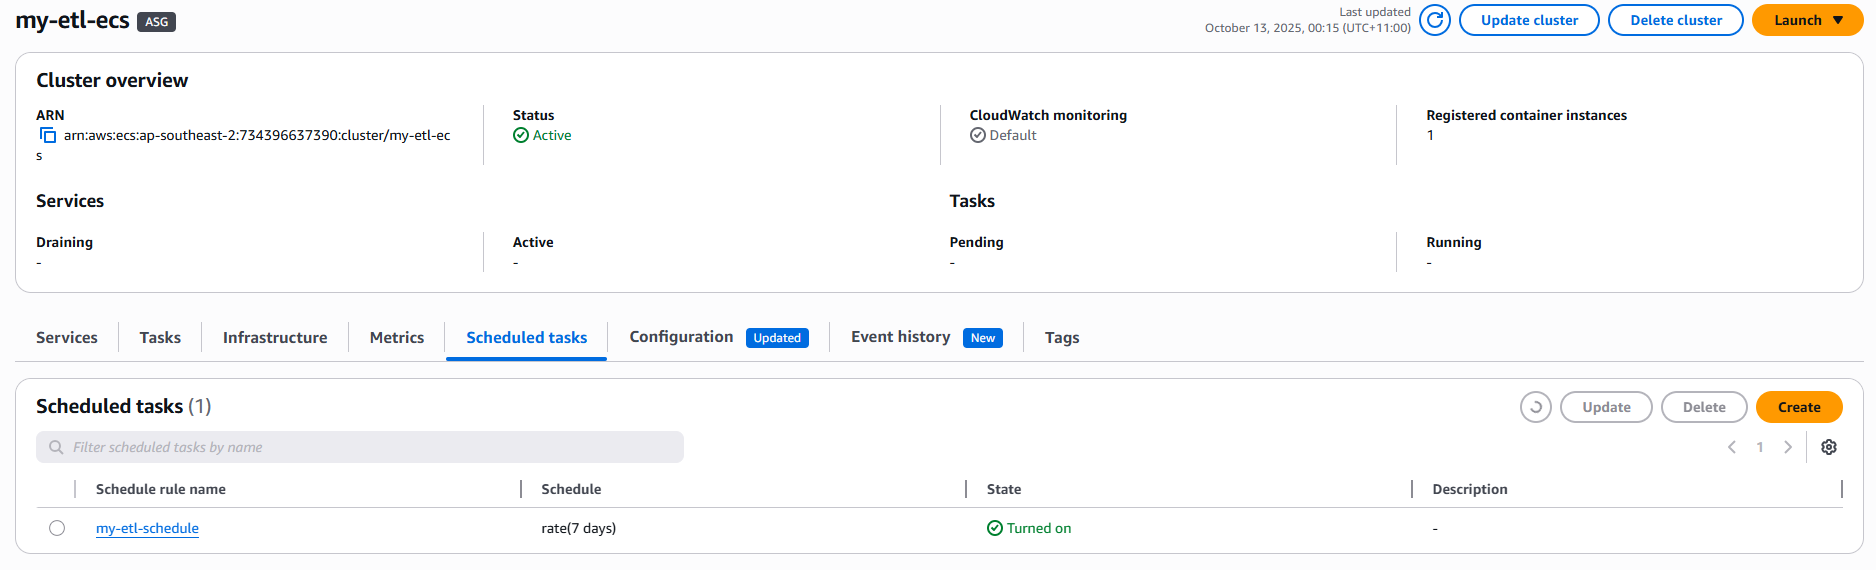 my-etl-ecs ASG
Last updated
October 13, 2025, 00:15 (UTC+11:00)
Update cluster Delete cluster Launch
Cluster overview
ARN
arn:aws:ecs:ap-southeast-2:734396637390:cluster/my-etl-ec
s
Status
Active
CloudWatch monitoring
Default
Registered container instances
1
Services
Tasks
Draining
-
Active
-
Pending
-
Running
-
Services Tasks Infrastructure Metrics Scheduled tasks Configuration Updated Event history New Tags
Scheduled tasks (1)
Update Delete Create
Filter scheduled tasks by name
1
Schedule rule name Schedule State Description
my-etl-schedule rate(7 days) Turned on -